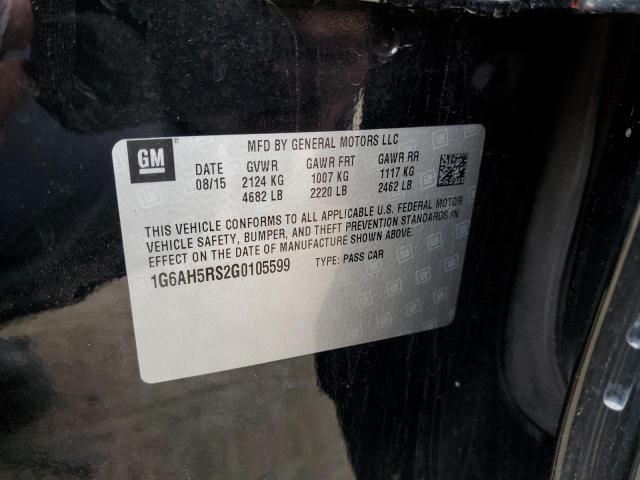 GM
MFD BY GENERAL MOTORS LLC
DATE GVWR GAWR FRT GAWR RR
08/15 2124 KG 1007 KG 1117 KG
4682 LB 2220 LB 2462 LB
THIS VEHICLE CONFORMS TO ALL APPLICABLE U.S. FEDERAL MOTOR
VEHICLE SAFETY, BUMPER, AND THEFT PREVENTION STANDARDS IN
EFFECT ON THE DATE OF MANUFACTURE SHOWN ABOVE.
1G6AH5RS2G0105599 TYPE: PASS CAR